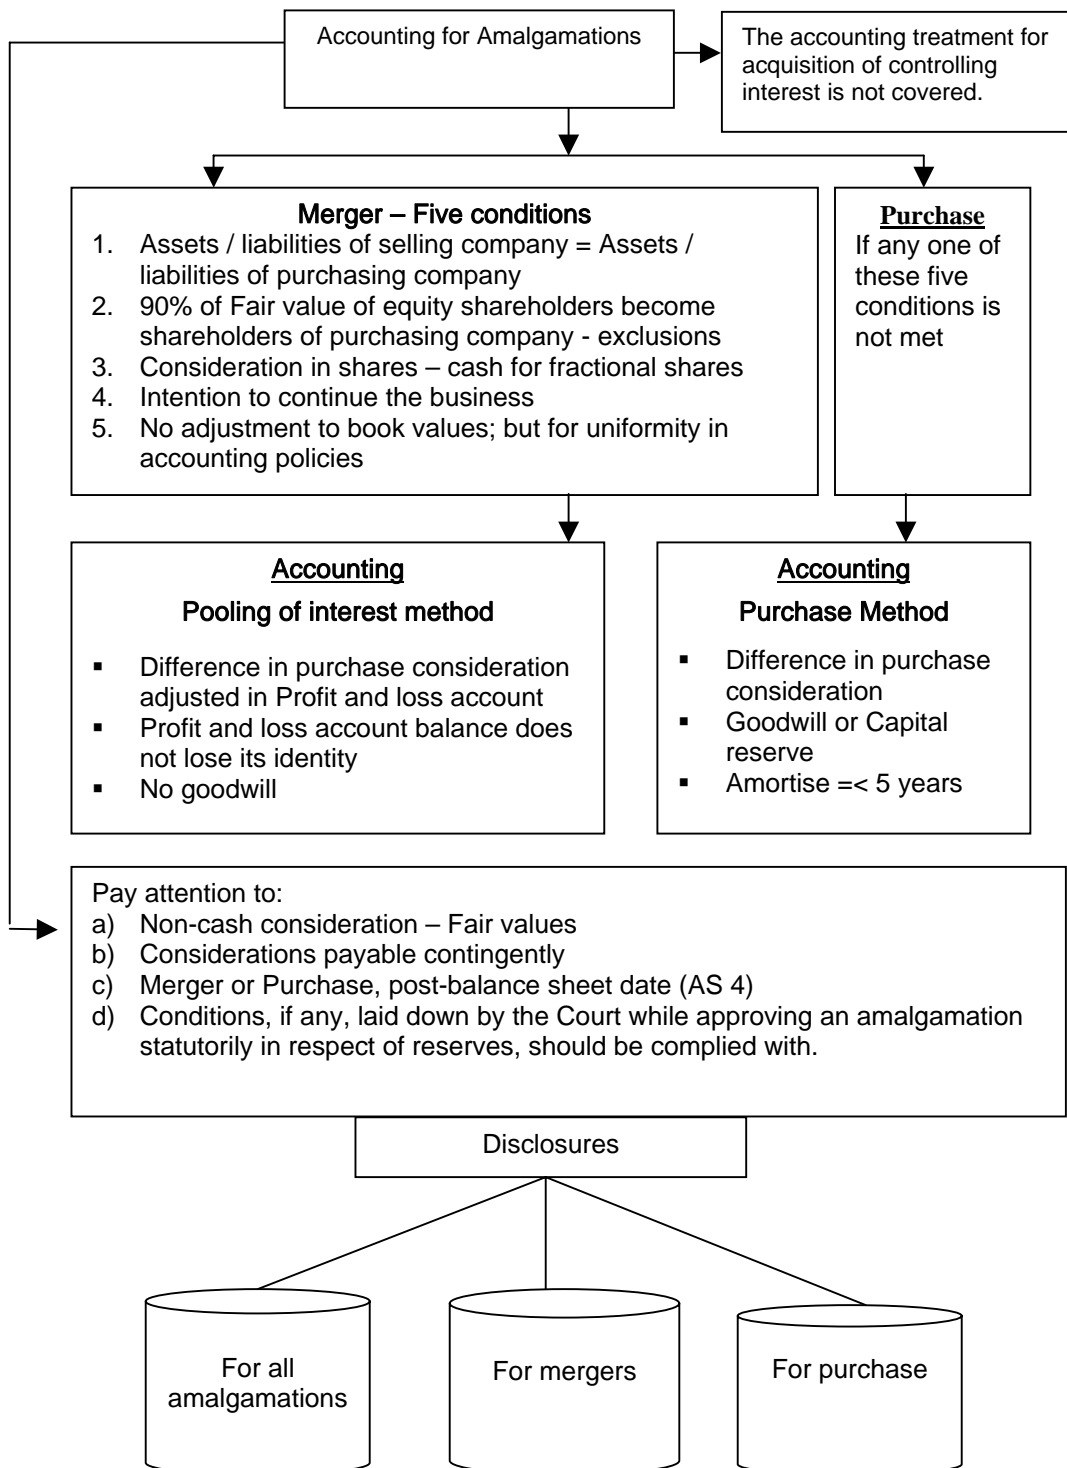 Accounting for Amalgamations
The accounting treatment for
acquisition of controlling
interest is not covered.
Merger – Five conditions
1. Assets / liabilities of selling company = Assets /
liabilities of purchasing company
2. 90% of Fair value of equity shareholders become
shareholders of purchasing company - exclusions
3. Consideration in shares – cash for fractional shares
4. Intention to continue the business
5. No adjustment to book values; but for uniformity in
accounting policies
Purchase
If any one of
these five
conditions is
not met
Accounting
Pooling of interest method
▪ Difference in purchase consideration
adjusted in Profit and loss account
▪ Profit and loss account balance does
not lose its identity
▪ No goodwill
Accounting
Purchase Method
▪ Difference in purchase
consideration
▪ Goodwill or Capital
reserve
▪ Amortise =< 5 years
Pay attention to:
a) Non-cash consideration – Fair values
b) Considerations payable contingently
c) Merger or Purchase, post-balance sheet date (AS 4)
d) Conditions, if any, laid down by the Court while approving an amalgamation
statutorily in respect of reserves, should be complied with.
Disclosures
For all
amalgamations
For mergers
For purchase